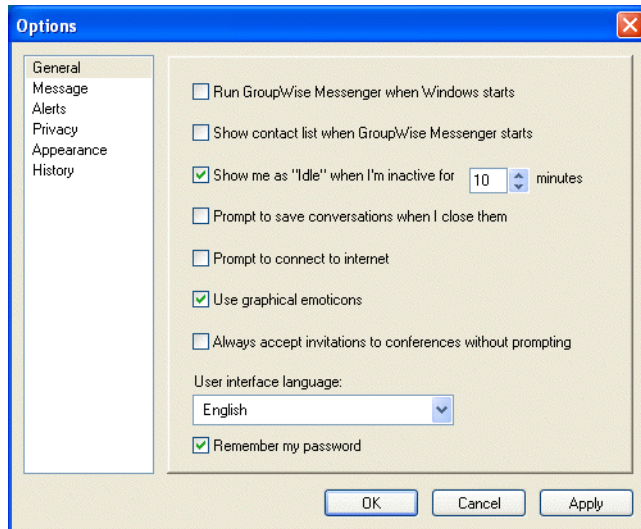 Options
General
Message
Alerts
Privacy
Appearance
History
Run GroupWise Messenger when Windows starts
Show contact list when GroupWise Messenger starts
Show me as "Idle" when I'm inactive for 10 minutes
Prompt to save conversations when I close them
Prompt to connect to internet
Use graphical emoticons
Always accept invitations to conferences without prompting
User interface language:
English
Remember my password
OK Cancel Apply